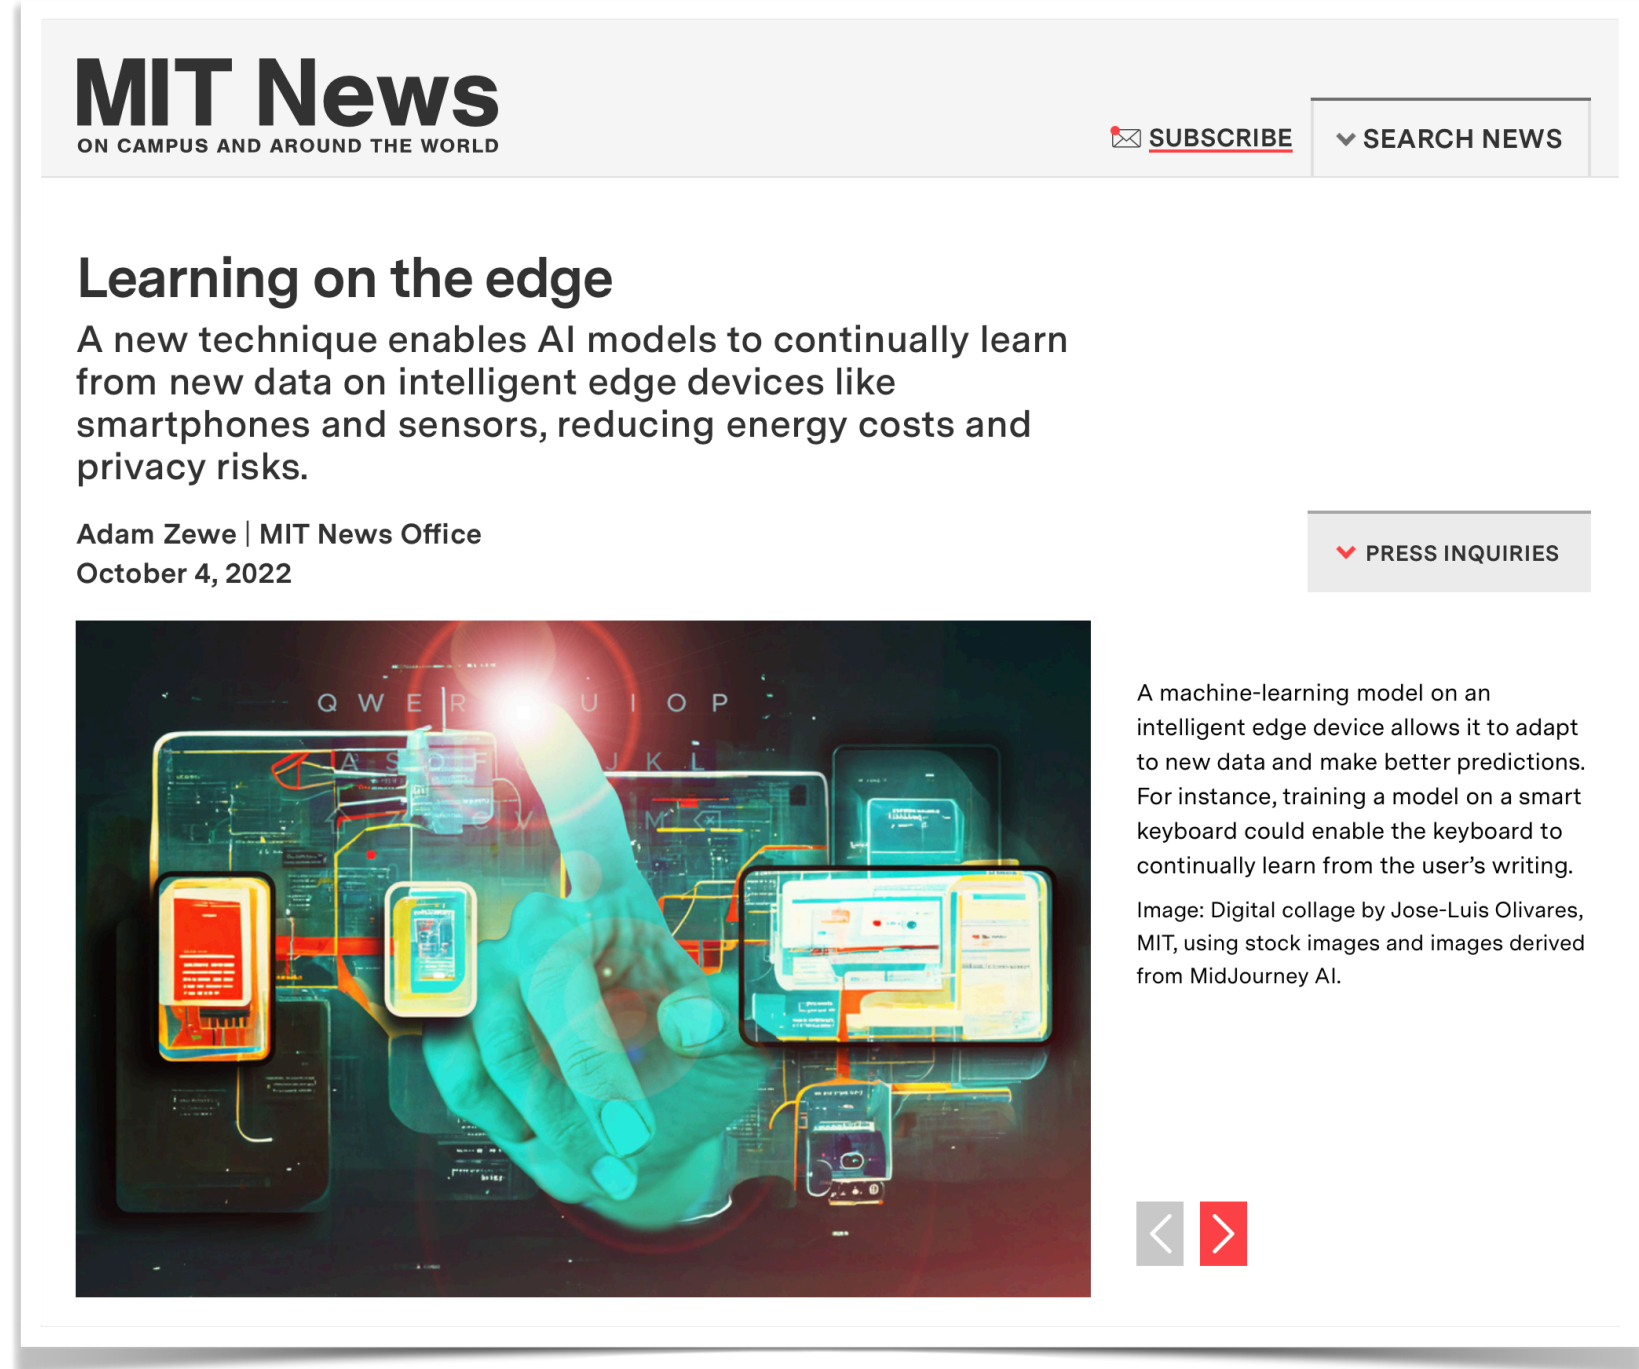 MIT News
ON CAMPUS AND AROUND THE WORLD
SUBSCRIBE
SEARCH NEWS
Learning on the edge
A new technique enables AI models to continually learn
from new data on intelligent edge devices like
smartphones and sensors, reducing energy costs and
privacy risks.
Adam Zewe | MIT News Office
October 4, 2022
PRESS INQUIRIES
Q W E R U I O P
A S D F J K L
C V M
A machine-learning model on an
intelligent edge device allows it to adapt
to new data and make better predictions.
For instance, training a model on a smart
keyboard could enable the keyboard to
continually learn from the user’s writing.
Image: Digital collage by Jose-Luis Olivares,
MIT, using stock images and images derived
from MidJourney AI.